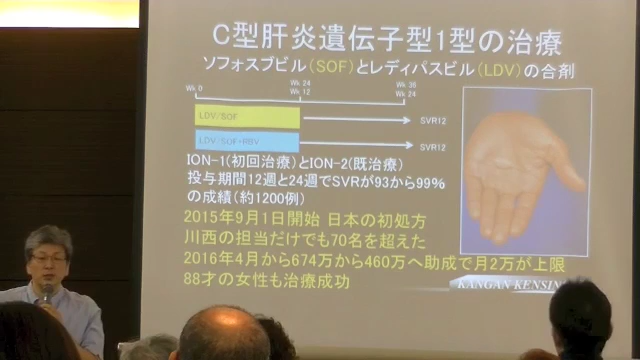 C型肝炎遺伝子型1型の治療
ソフォスブビル(SOF)とレディパスビル(LDV)の合剤
Wk 0
Wk 24
Wk 12
Wk 36
Wk 24
LDV/SOF
SVR12
LDV/SOF+RBV
SVR12
ION-1(初回治療)とION-2(既治療)
投与期間12週と24週でSVRが93から99%
の成績(約1200例)
2015年9月1日開始 日本の初処方
川西の担当だけでも70名を超えた
2016年4月から674万から460万へ助成で月2万が上限
88才の女性も治療成功
KANGAN KENSIN